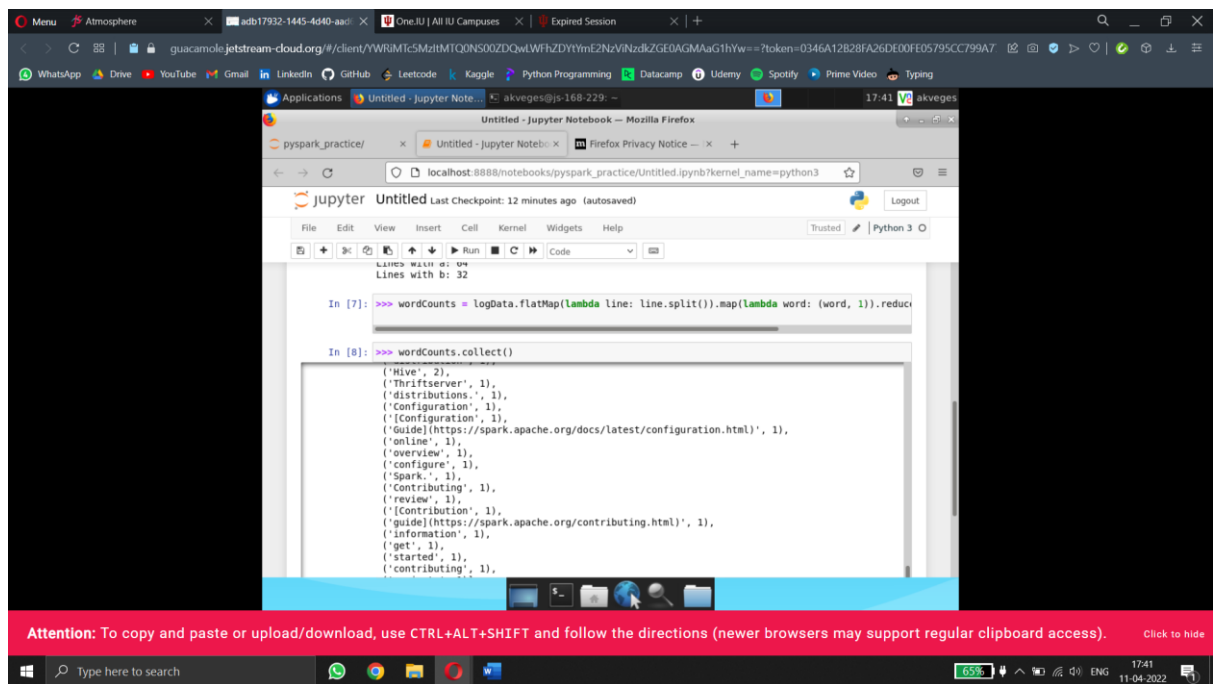 Menu Atmosphere adb17932-1445-4d40-aad One.IU | All IU Campuses Expired Session
guacamole.jetstream-cloud.org/#/client/
WhatsApp Drive YouTube Gmail LinkedIn GitHub Leetcode Kaggle Python Programming Datacamp Udemy Spotify Prime Video Typing
Applications Untitled - Jupyter Note... akveges@js-168-229: ~ 17:41 akveges
Untitled - Jupyter Notebook — Mozilla Firefox
pyspark_practice/ Untitled - Jupyter Notebo Firefox Privacy Notice —
localhost:8888/notebooks/pyspark_practice/Untitled.ipynb?kernel_name=python3
jupyter Untitled Last Checkpoint: 12 minutes ago (autosaved) Logout
File Edit View Insert Cell Kernel Widgets Help Trusted Python 3
Run Code
Lines with a: 64
Lines with b: 32
In [7]: >>> wordCounts = logData.flatMap(lambda line: line.split()).map(lambda word: (word, 1)).reduce
In [8]: >>> wordCounts.collect()
('Hive', 2),
('Thriftserver', 1),
('distributions.', 1),
('Configuration', 1),
('[Configuration', 1),
('Guide](https://spark.apache.org/docs/latest/configuration.html)', 1),
('online', 1),
('overview', 1),
('configure', 1),
('Spark.', 1),
('Contributing', 1),
('review', 1),
('[Contribution', 1),
('guide](https://spark.apache.org/contributing.html)', 1),
('information', 1),
('get', 1),
('started', 1),
('contributing', 1),
Attention: To copy and paste or upload/download, use CTRL+ALT+SHIFT and follow the directions (newer browsers may support regular clipboard access). Click to hide
Type here to search 65% ENG 17:41
11-04-2022